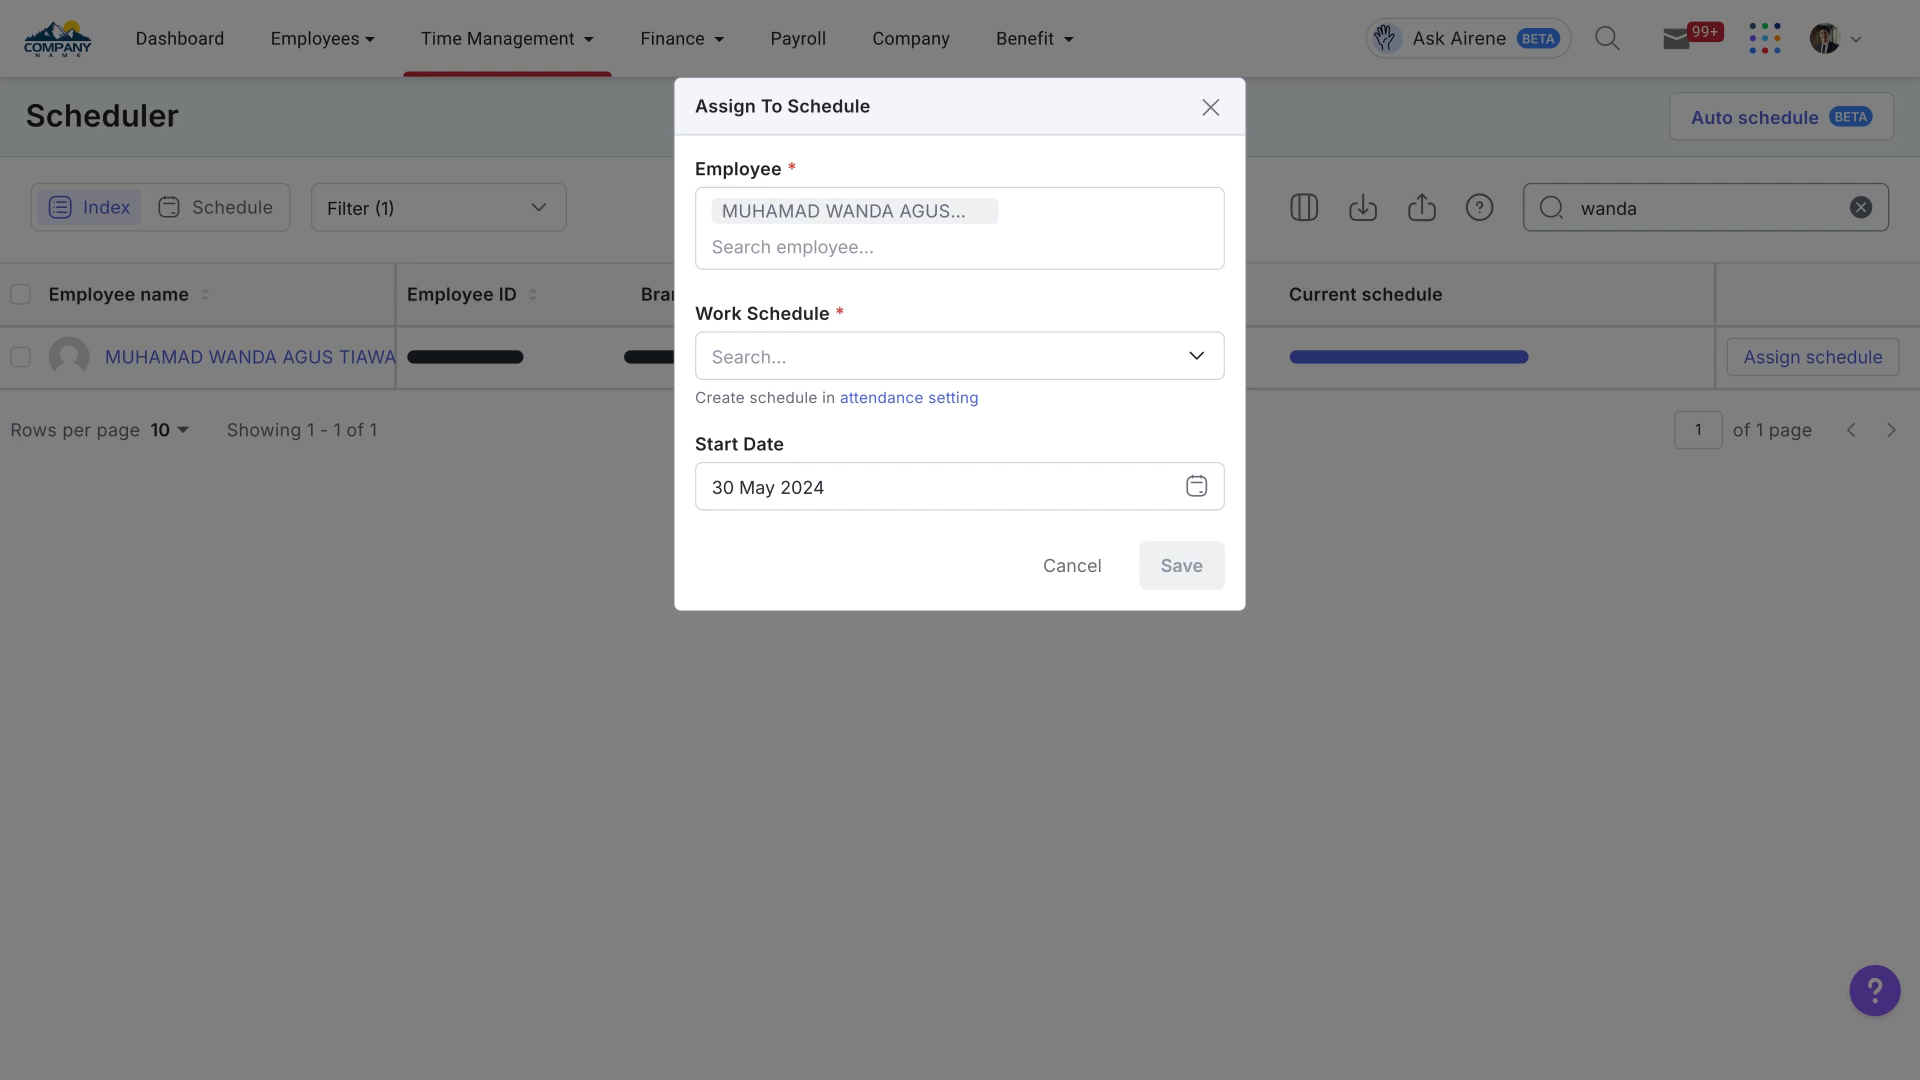 COMPANY
NAME
Dashboard
Employees
Time Management
Finance
Payroll
Company
Benefit
Ask Airene BETA
99+
Scheduler
Auto schedule BETA
Index
Schedule
Filter (1)
wanda
Employee name
Employee ID
Bra
Current schedule
MUHAMAD WANDA AGUS TIAWA
Assign schedule
Rows per page 10
Showing 1 - 1 of 1
1 of 1 page
Assign To Schedule
Employee *
MUHAMAD WANDA AGUS...
Search employee...
Work Schedule *
Search...
Create schedule in attendance setting
Start Date
30 May 2024
Cancel
Save
?